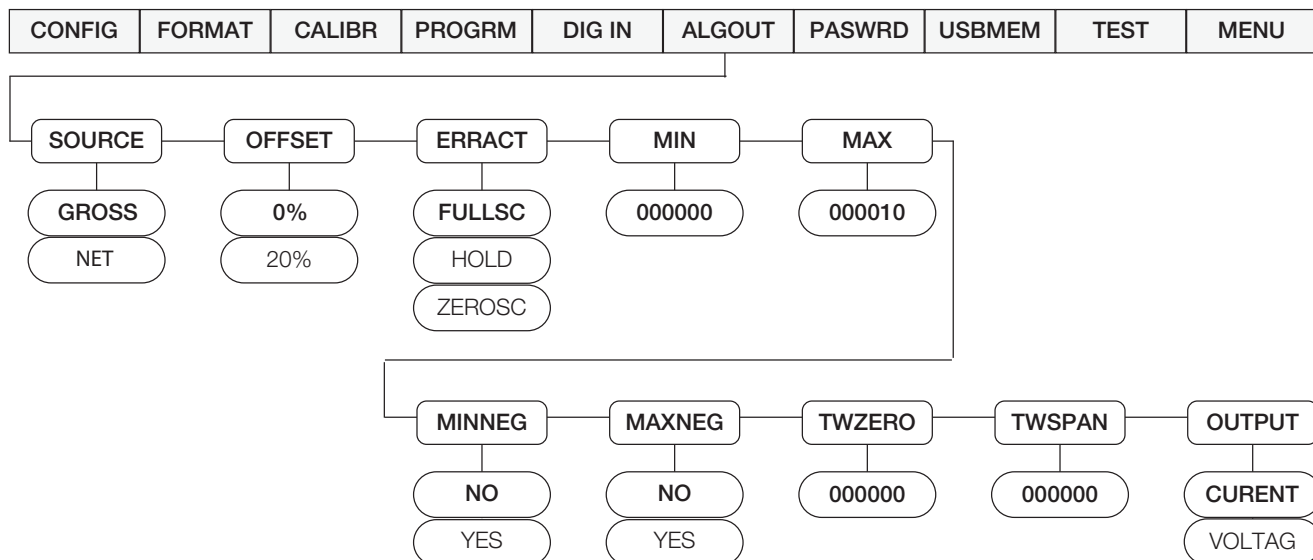 CONFIG FORMAT CALIBR PROGRM DIG IN ALGOUT PASWRD USBMEM TEST MENU
SOURCE OFFSET ERRACT MIN MAX
GROSS 0% FULLSC 000000 000010
NET 20% HOLD
ZEROSC
MINNEG MAXNEG TWZERO TWSPAN OUTPUT
NO NO 000000 000000 CURENT
YES YES VOLTAG